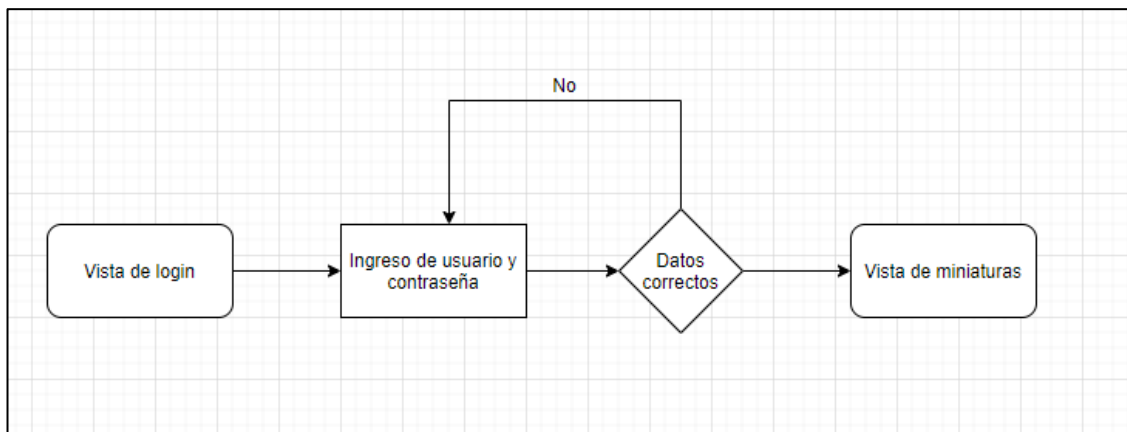 No
Vista de login
Ingreso de usuario y
contraseña
Datos
correctos
Vista de miniaturas